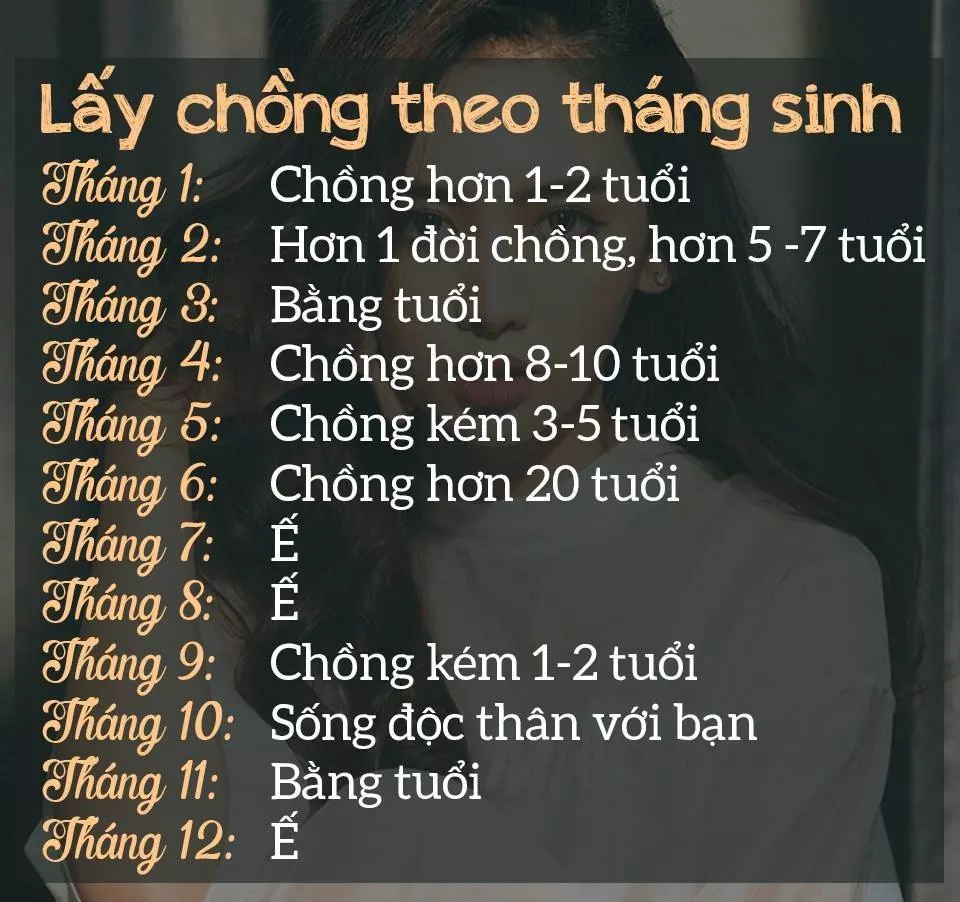 Lấy chồng theo tháng sinh
Tháng 1: Chồng hơn 1-2 tuổi
Tháng 2: Hơn 1 đời chồng, hơn 5 -7 tuổi
Tháng 3: Bằng tuổi
Tháng 4: Chồng hơn 8-10 tuổi
Tháng 5: Chồng kém 3-5 tuổi
Tháng 6: Chồng hơn 20 tuổi
Tháng 7: Ế
Tháng 8: Ế
Tháng 9: Chồng kém 1-2 tuổi
Tháng 10: Sống độc thân với bạn
Tháng 11: Bằng tuổi
Tháng 12: Ế